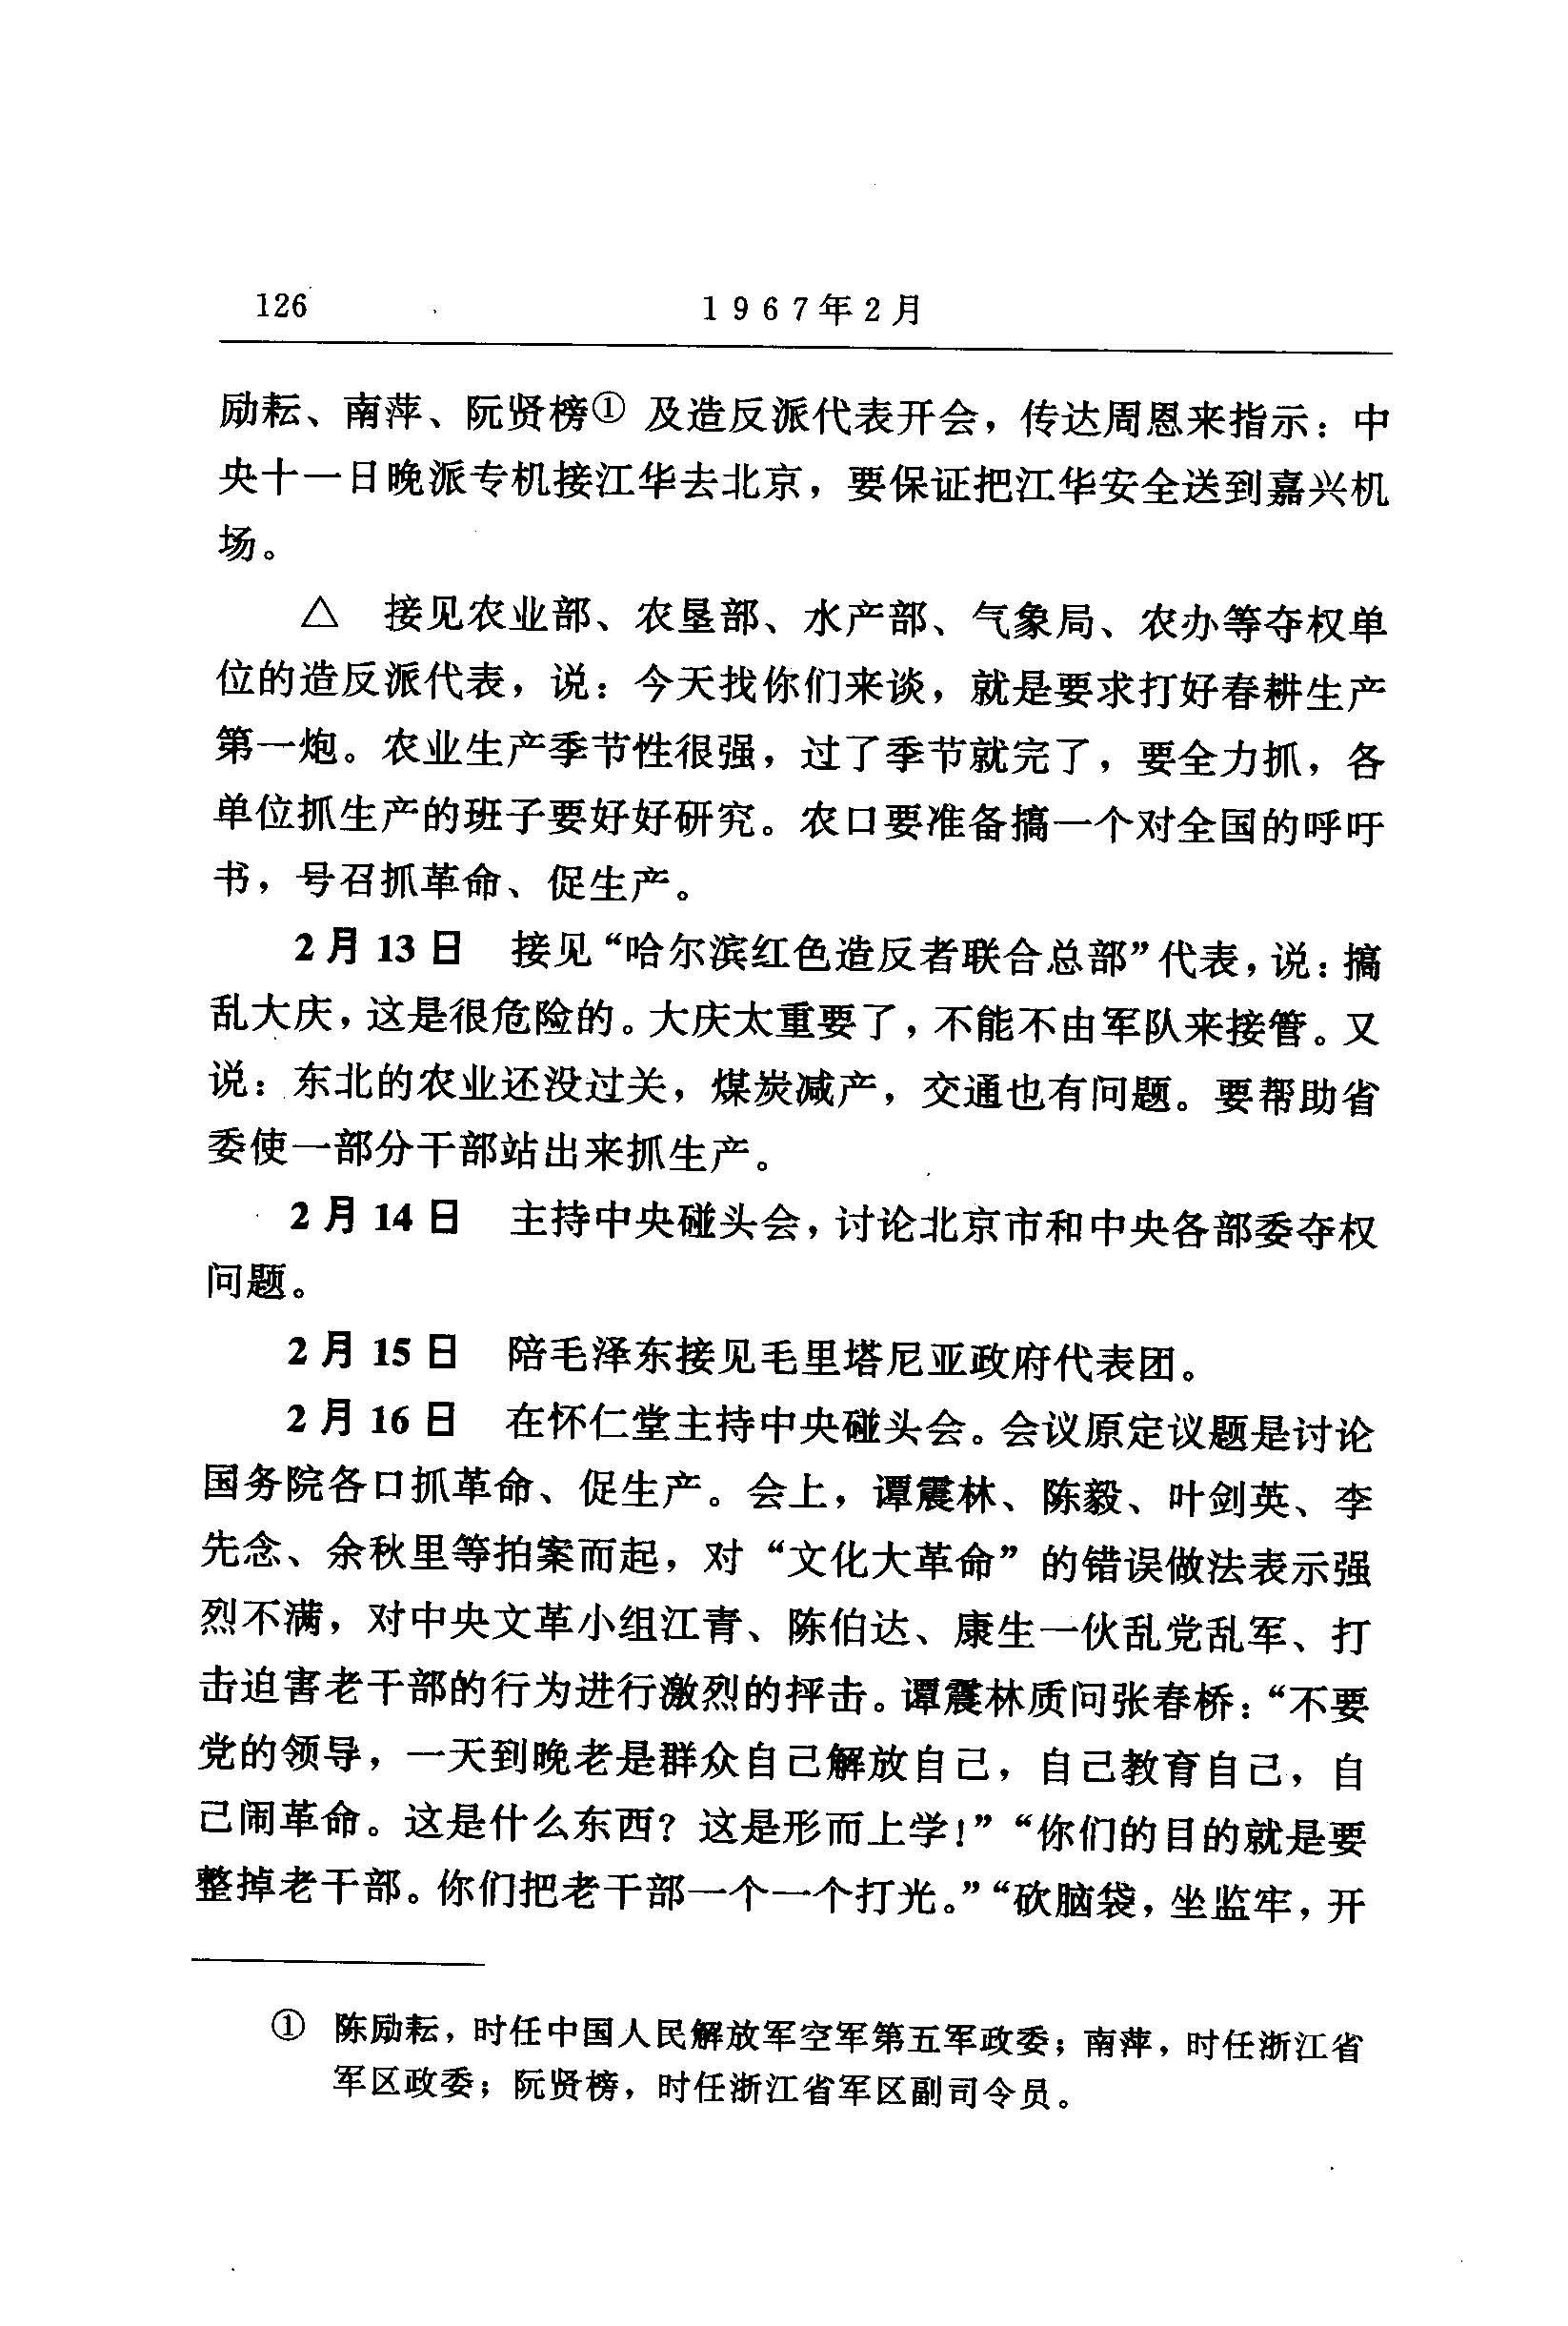 126
1967年2月
励耘、南萍、阮贤榜① 及造反派代表开会，传达周恩来指示：中
央十一日晚派专机接江华去北京，要保证把江华安全送到嘉兴机
场。
△ 接见农业部、农垦部、水产部、气象局、农办等夺权单
位的造反派代表，说：今天找你们来谈，就是要求打好春耕生产
第一炮。农业生产季节性很强，过了季节就完了，要全力抓，各
单位抓生产的班子要好好研究。农口要准备搞一个对全国的呼吁
书，号召抓革命、促生产。
2月13日 接见“哈尔滨红色造反者联合总部”代表，说：搞
乱大庆，这是很危险的。大庆太重要了，不能不由军队来接管。又
说：东北的农业还没过关，煤炭减产，交通也有问题。要帮助省
委使一部分干部站出来抓生产。
2月14日 主持中央碰头会，讨论北京市和中央各部委夺权
问题。
2月15日 陪毛泽东接见毛里塔尼亚政府代表团。
2月16日 在怀仁堂主持中央碰头会。会议原定议题是讨论
国务院各口抓革命、促生产。会上，谭震林、陈毅、叶剑英、李
先念、余秋里等拍案而起，对“文化大革命”的错误做法表示强
烈不满，对中央文革小组江青、陈伯达、康生一伙乱党乱军、打
击迫害老干部的行为进行激烈的抨击。谭震林质问张春桥：“不要
党的领导，一天到晚老是群众自己解放自己，自己教育自己，自
己闹革命。这是什么东西？这是形而上学！”“你们的目的就是要
整掉老干部。你们把老干部一个一个打光。”“砍脑袋，坐监牢，开
① 陈励耘，时任中国人民解放军空军第五军政委；南萍，时任浙江省
军区政委；阮贤榜，时任浙江省军区副司令员。